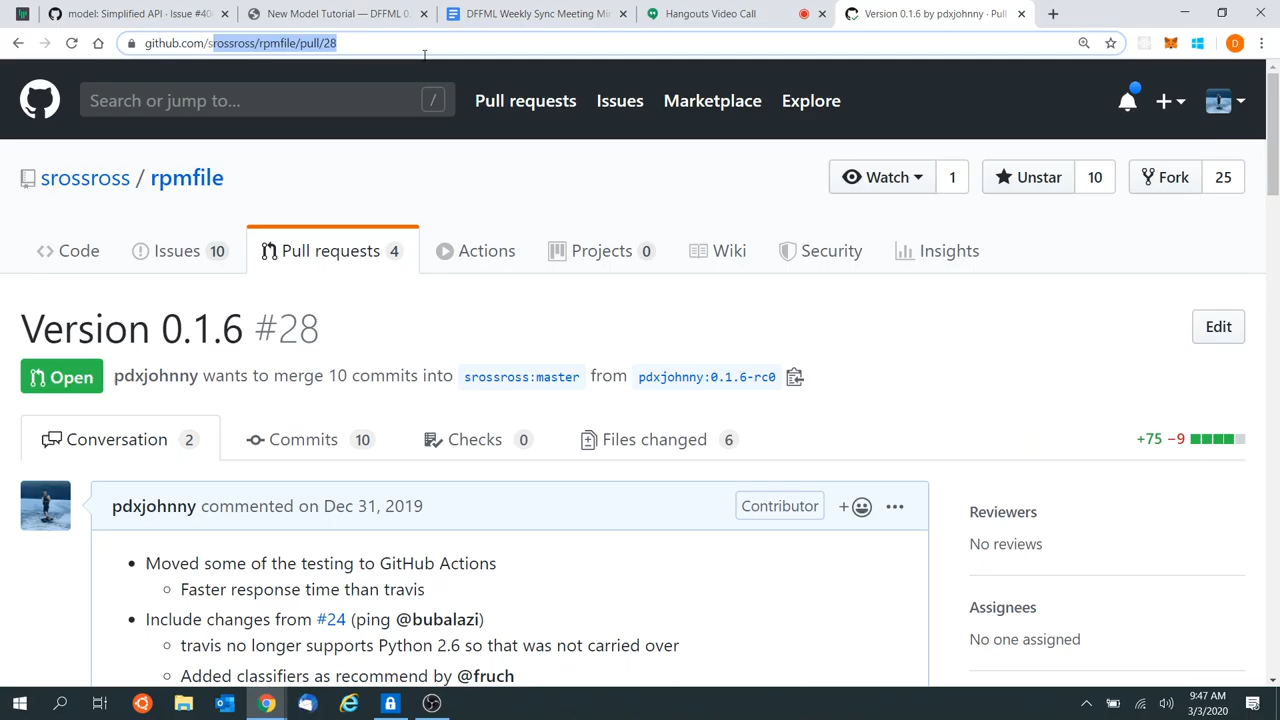 model: Simplified API · Issue #40
New Model Tutorial — DFFML 0.
DFFML Weekly Sync Meeting Min
Hangouts Video Call
Version 0.1.6 by pdxjohnny · Pull
github.com/srossross/rpmfile/pull/28
D
Search or jump to...
/
Pull requests
Issues
Marketplace
Explore
srossross / rpmfile
Watch
1
Unstar
10
Fork
25
Code
Issues 10
Pull requests 4
Actions
Projects 0
Wiki
Security
Insights
Version 0.1.6 #28
Edit
Open
pdxjohnny wants to merge 10 commits into srossross:master from pdxjohnny:0.1.6-rc0
Conversation 2
Commits 10
Checks 0
Files changed 6
+75 −9
pdxjohnny commented on Dec 31, 2019
Contributor
Reviewers
No reviews
• Moved some of the testing to GitHub Actions
◦ Faster response time than travis
Assignees
No one assigned
• Include changes from #24 (ping @bubalazi)
◦ travis no longer supports Python 2.6 so that was not carried over
◦ Added classifiers as recommend by @fruch
9:47 AM
3/3/2020